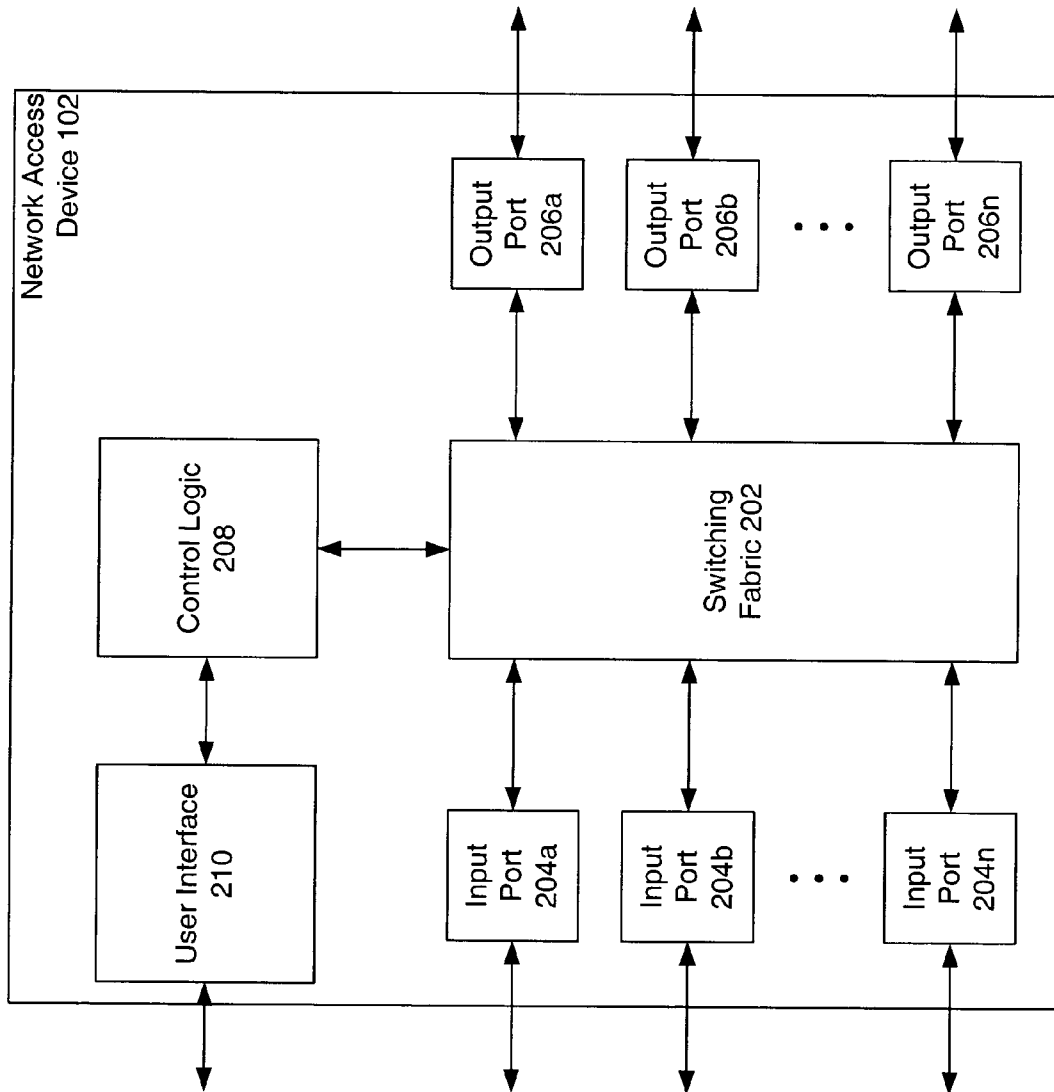 Network Access
Device 102
User Interface
210
Control Logic
208
Input
Port
204a
Input
Port
204b
• • •
Input
Port
204n
Switching
Fabric 202
Output
Port
206a
Output
Port
206b
• • •
Output
Port
206n